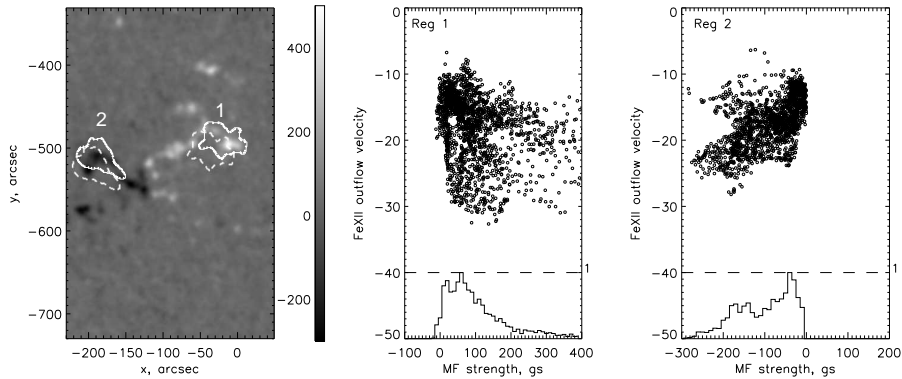 -400
-500
-600
-700
-200 -150 -100 -50 0
x, arcsec
y, arcsec
2
1
400
200
0
-200
Reg 1
0
-10
-20
-30
-40
-50
FeXII outflow velocity
1
-100 0 100 200 300 400
MF strength, gs
Reg 2
0
-10
-20
-30
-40
-50
FeXII outflow velocity
1
-300 -200 -100 0 100 200
MF strength, gs